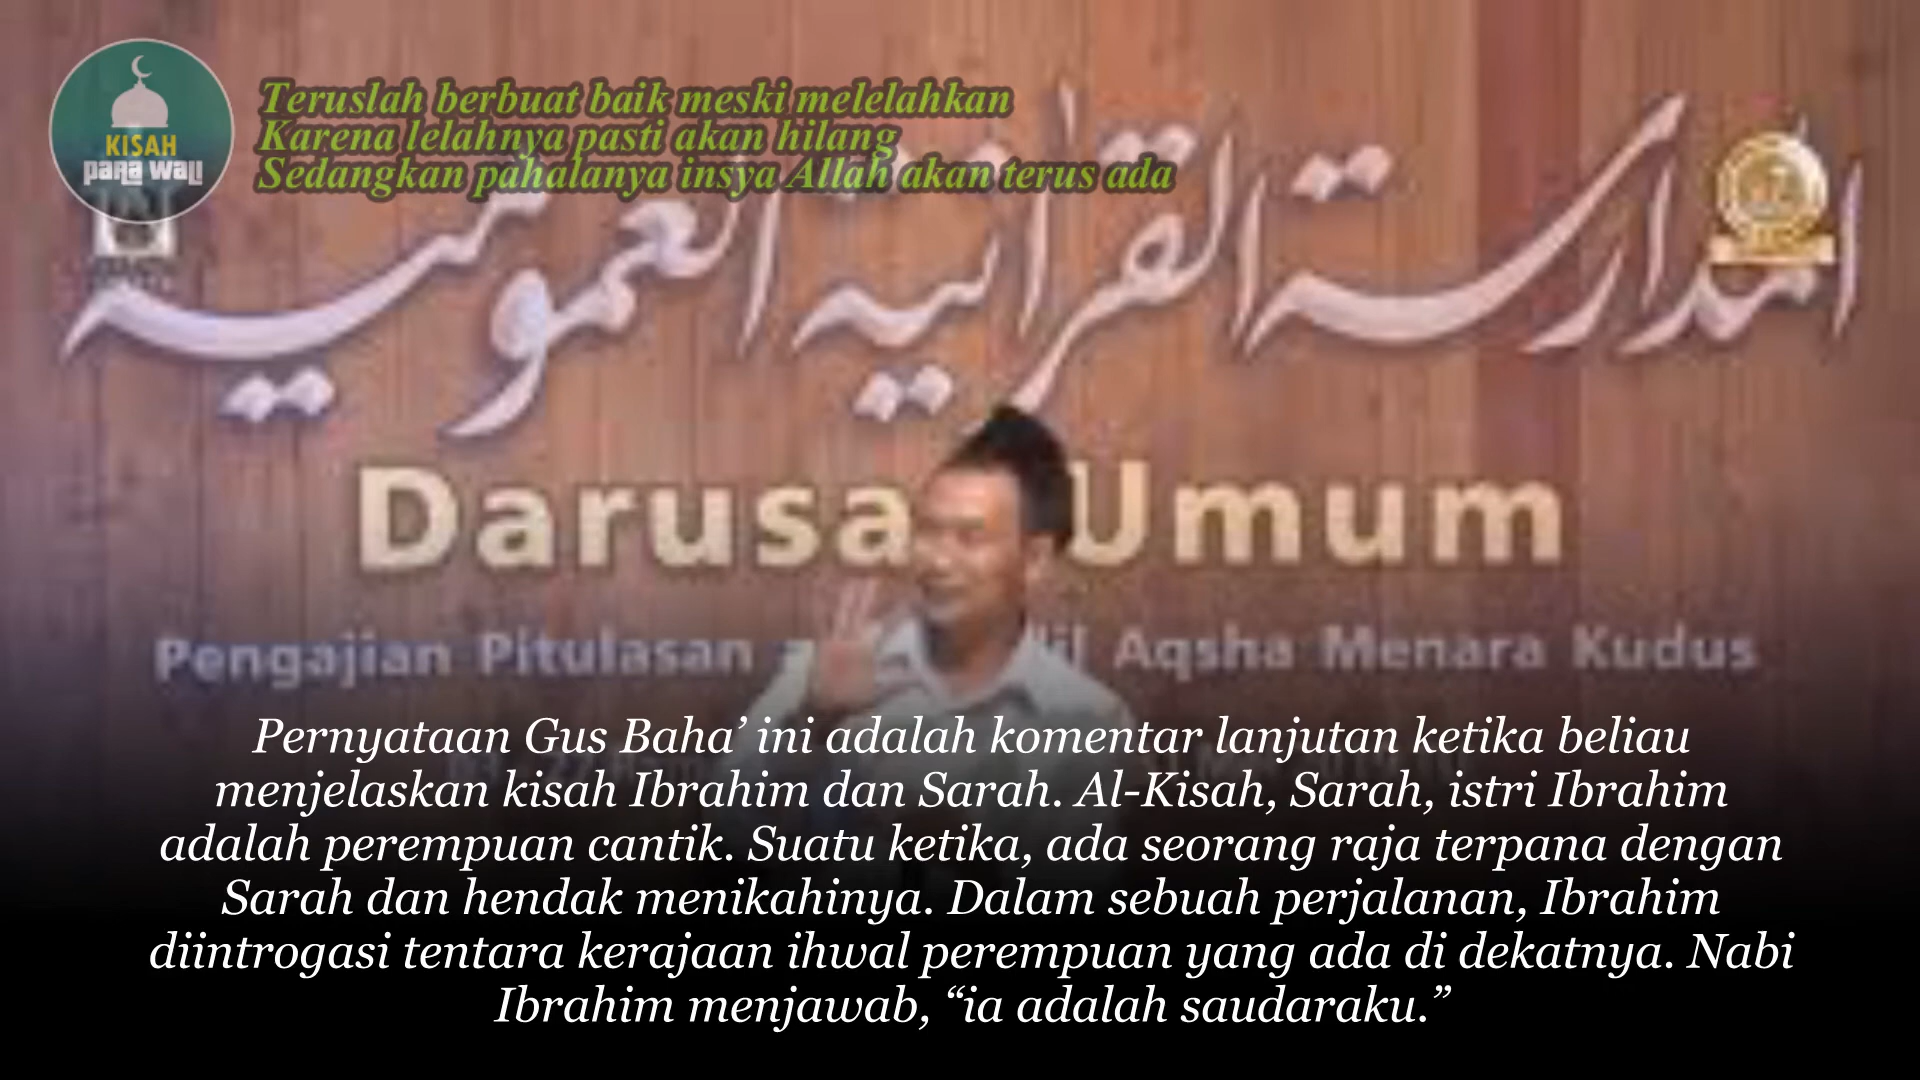 KISAH
PARA WALI
Teruslah berbuat baik meski melelahkan
Karena lelahnya pasti akan hilang
Sedangkan pahalanya insya Allah akan terus ada
المدارسة القرآنية العمومية
Darusa Umum
Pengajian Pitulasan Aqsha Menara Kudus
Pernyataan Gus Baha’ ini adalah komentar lanjutan ketika beliau
menjelaskan kisah Ibrahim dan Sarah. Al-Kisah, Sarah, istri Ibrahim
adalah perempuan cantik. Suatu ketika, ada seorang raja terpana dengan
Sarah dan hendak menikahinya. Dalam sebuah perjalanan, Ibrahim
diintrogasi tentara kerajaan ihwal perempuan yang ada di dekatnya. Nabi
Ibrahim menjawab, “ia adalah saudaraku.”